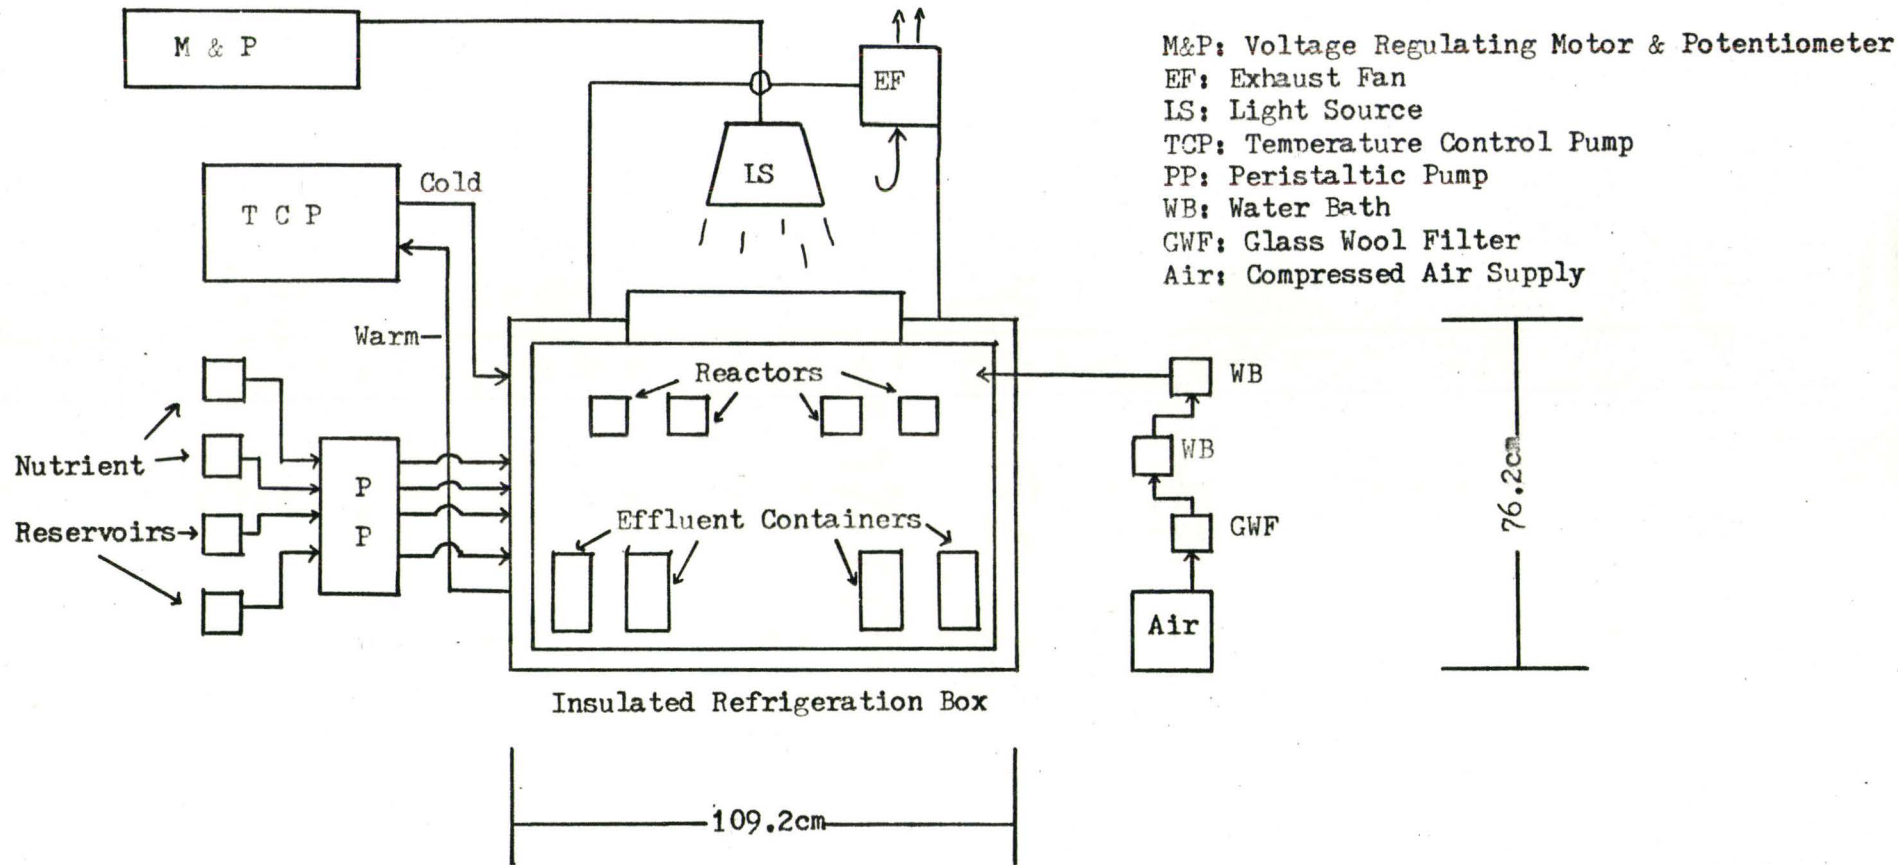 M & P
EF
LS
M&P: Voltage Regulating Motor & Potentiometer
EF: Exhaust Fan
LS: Light Source
TCP: Temperature Control Pump
PP: Peristaltic Pump
WB: Water Bath
GWF: Glass Wool Filter
Air: Compressed Air Supply
T C P
Cold
Warm
Reactors
WB
WB
Nutrient
Reservoirs
P
P
Effluent Containers
GWF
Air
76.2cm
Insulated Refrigeration Box
109.2cm